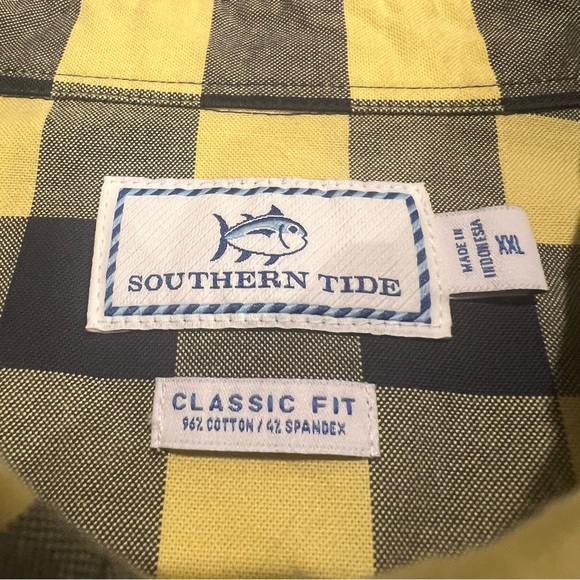 SOUTHERN TIDE
MADE IN
INDONESIA
XXL
CLASSIC FIT
96% COTTON / 4% SPANDEX